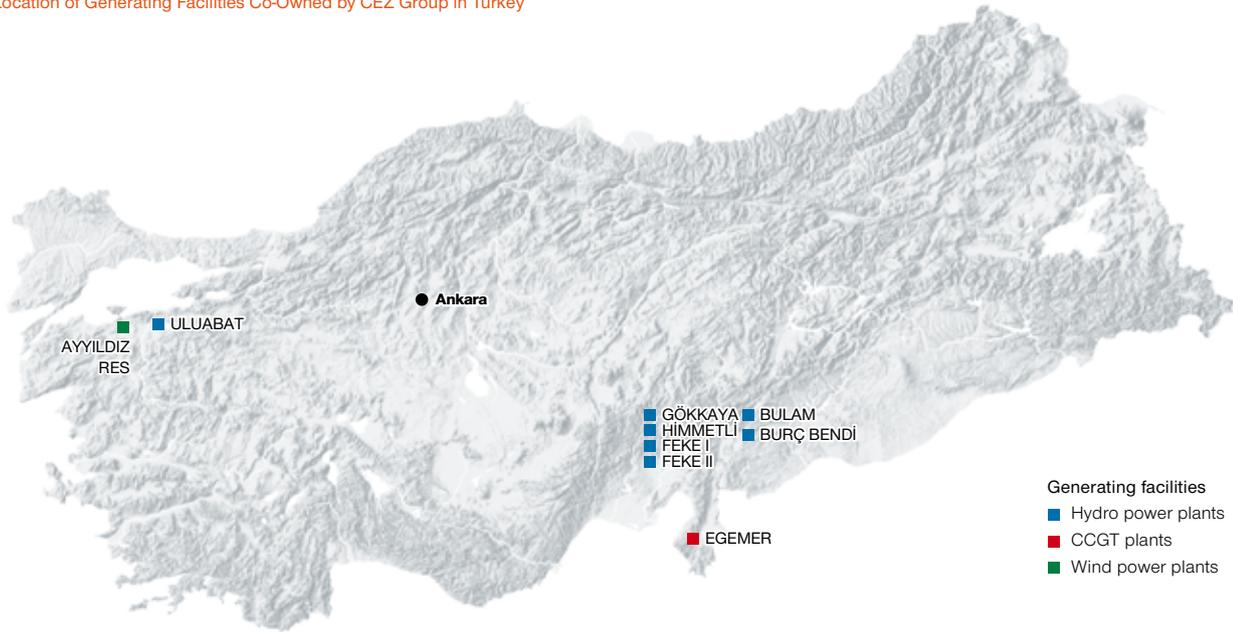 Location of Generating Facilities Co-Owned by CEZ Group in Turkey
Ankara
ULUABAT
AYYILDIZ
RES
GÖKKAYA
BULAM
HİMMETLİ
BURÇ BENDİ
FEKE I
FEKE II
EGEMER
Generating facilities
Hydro power plants
CCGT plants
Wind power plants